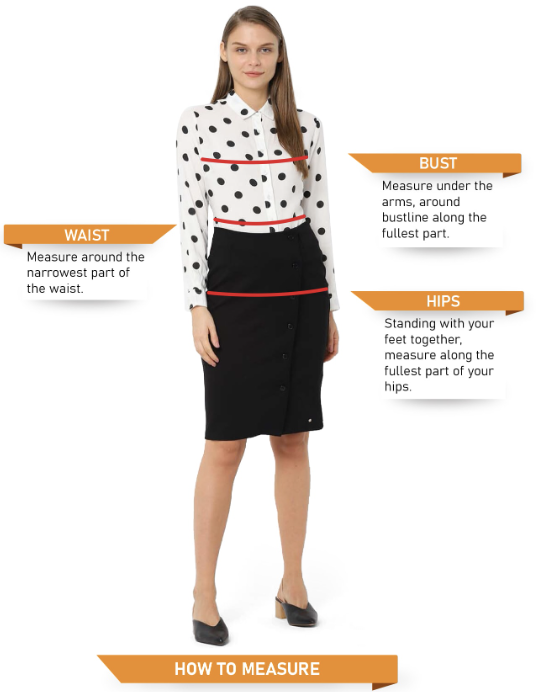 BUST
Measure under the
arms, around
bustline along the
fullest part.
WAIST
Measure around the
narrowest part of
the waist.
HIPS
Standing with your
feet together,
measure along the
fullest part of your
hips.
HOW TO MEASURE